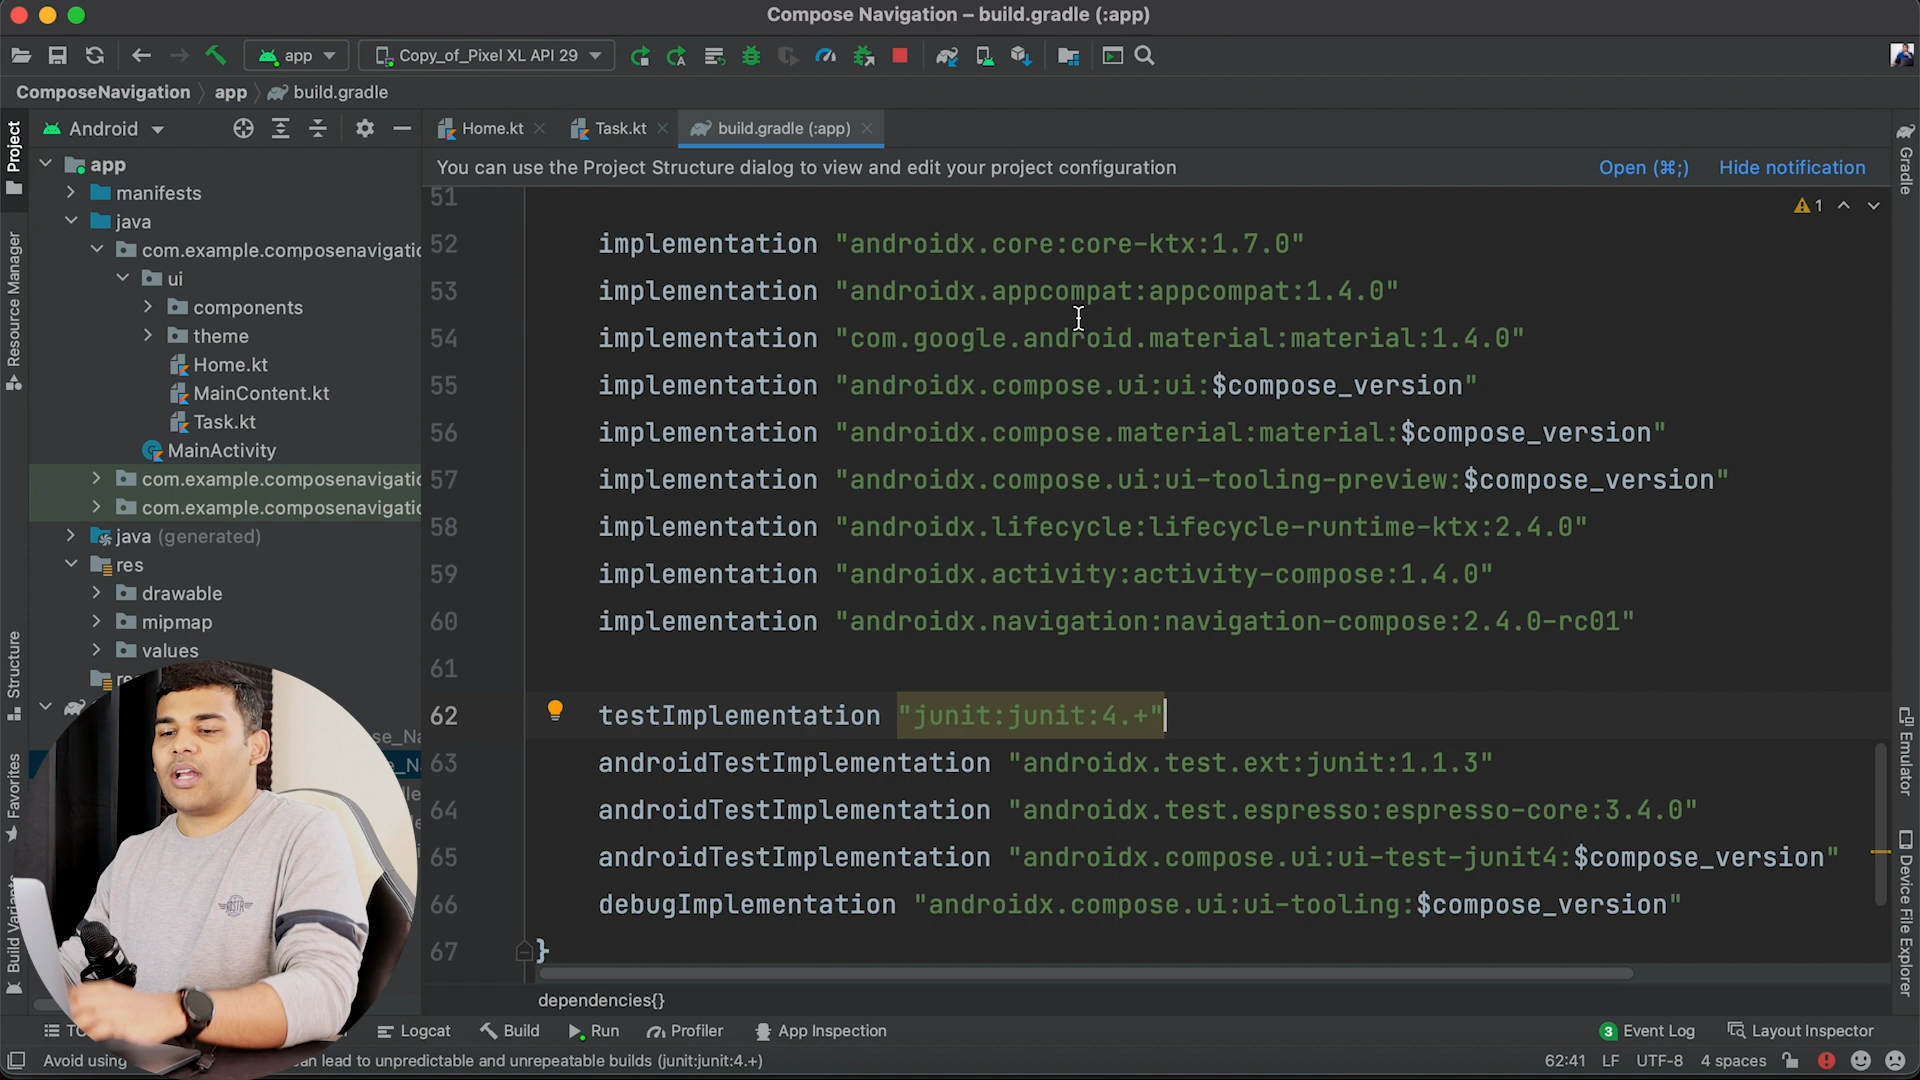 Compose Navigation – build.gradle (:app)
app
Copy_of_Pixel XL API 29
ComposeNavigation
app
build.gradle
Project
Resource Manager
Structure
Favorites
Build Variants
Android
app
manifests
java
com.example.composenavigatio
ui
components
theme
Home.kt
MainContent.kt
Task.kt
MainActivity
com.example.composenavigatio
com.example.composenavigatio
java (generated)
res
drawable
mipmap
values
Home.kt
Task.kt
build.gradle (:app)
You can use the Project Structure dialog to view and edit your project configuration
Open (⌘;)
Hide notification
1
51
52 implementation "androidx.core:core-ktx:1.7.0"
53 implementation "androidx.appcompat:appcompat:1.4.0"
54 implementation "com.google.android.material:material:1.4.0"
55 implementation "androidx.compose.ui:ui:$compose_version"
56 implementation "androidx.compose.material:material:$compose_version"
57 implementation "androidx.compose.ui:ui-tooling-preview:$compose_version"
58 implementation "androidx.lifecycle:lifecycle-runtime-ktx:2.4.0"
59 implementation "androidx.activity:activity-compose:1.4.0"
60 implementation "androidx.navigation:navigation-compose:2.4.0-rc01"
61
62 testImplementation "junit:junit:4.+"
63 androidTestImplementation "androidx.test.ext:junit:1.1.3"
64 androidTestImplementation "androidx.test.espresso:espresso-core:3.4.0"
65 androidTestImplementation "androidx.compose.ui:ui-test-junit4:$compose_version"
66 debugImplementation "androidx.compose.ui:ui-tooling:$compose_version"
67 }
dependencies{}
Gradle
Emulator
Device File Explorer
Logcat
Build
Run
Profiler
App Inspection
3 Event Log
Layout Inspector
Avoid using
can lead to unpredictable and unrepeatable builds (junit:junit:4.+)
62:41
LF
UTF-8
4 spaces